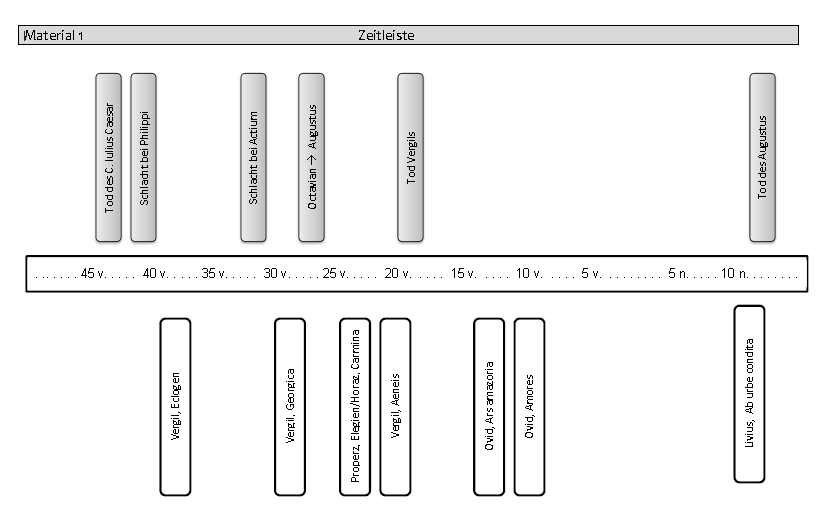 Material 1 Zeitleiste
Tod des C. Iulius Caesar
Schlacht bei Philippi
Schlacht bei Actium
Octavian → Augustus
Tod Vergils
Tod des Augustus
. . . . . . . 45 v. . . . . 40 v. . . . . 35 v. . . . . 30 v. . . . . 25 v. . . . . 20 v. . . . . 15 v. . . . . 10 v. . . . . 5 v. . . . . . . . . 5 n. . . . . 10 n. . . . . . . .
Vergil, Eclogen
Vergil, Georgica
Properz, Elegien/Horaz, Carmina
Vergil, Aeneis
Ovid, Ars amazoria
Ovid, Amores
Livius, Ab urbe condita